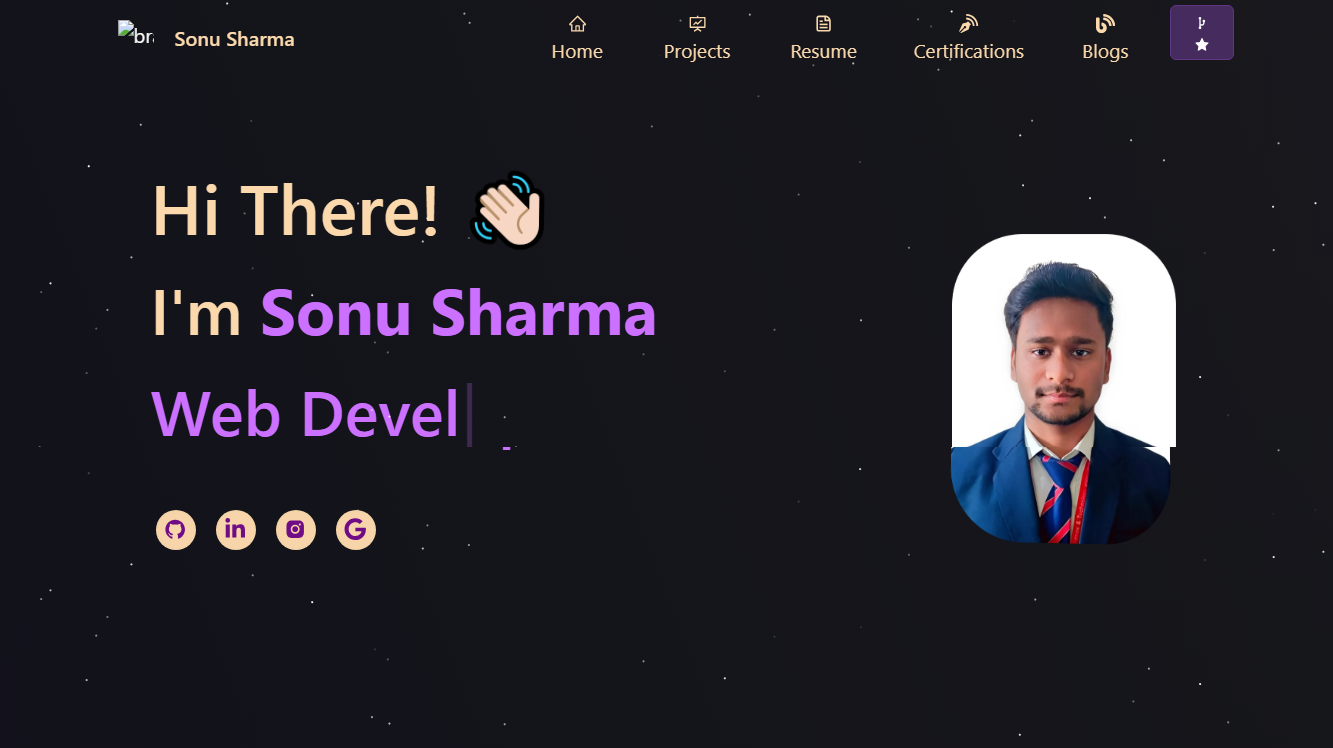 bra
Sonu Sharma
Home
Projects
Resume
Certifications
Blogs
Hi There!
I'm Sonu Sharma
Web Devel